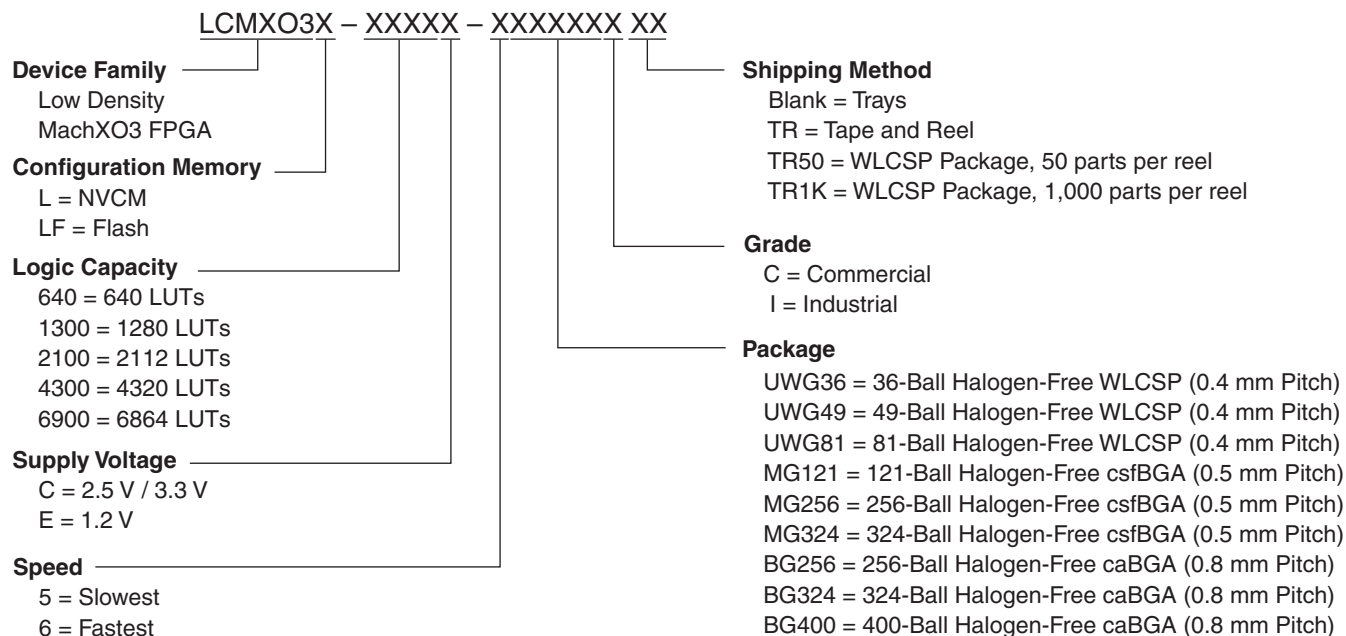 LCMXO3X – XXXXX – XXXXXXX XX
Device Family
Low Density
MachXO3 FPGA
Configuration Memory
L = NVCM
LF = Flash
Logic Capacity
640 = 640 LUTs
1300 = 1280 LUTs
2100 = 2112 LUTs
4300 = 4320 LUTs
6900 = 6864 LUTs
Supply Voltage
C = 2.5 V / 3.3 V
E = 1.2 V
Speed
5 = Slowest
6 = Fastest
Shipping Method
Blank = Trays
TR = Tape and Reel
TR50 = WLCSP Package, 50 parts per reel
TR1K = WLCSP Package, 1,000 parts per reel
Grade
C = Commercial
I = Industrial
Package
UWG36 = 36-Ball Halogen-Free WLCSP (0.4 mm Pitch)
UWG49 = 49-Ball Halogen-Free WLCSP (0.4 mm Pitch)
UWG81 = 81-Ball Halogen-Free WLCSP (0.4 mm Pitch)
MG121 = 121-Ball Halogen-Free csfBGA (0.5 mm Pitch)
MG256 = 256-Ball Halogen-Free csfBGA (0.5 mm Pitch)
MG324 = 324-Ball Halogen-Free csfBGA (0.5 mm Pitch)
BG256 = 256-Ball Halogen-Free caBGA (0.8 mm Pitch)
BG324 = 324-Ball Halogen-Free caBGA (0.8 mm Pitch)
BG400 = 400-Ball Halogen-Free caBGA (0.8 mm Pitch)